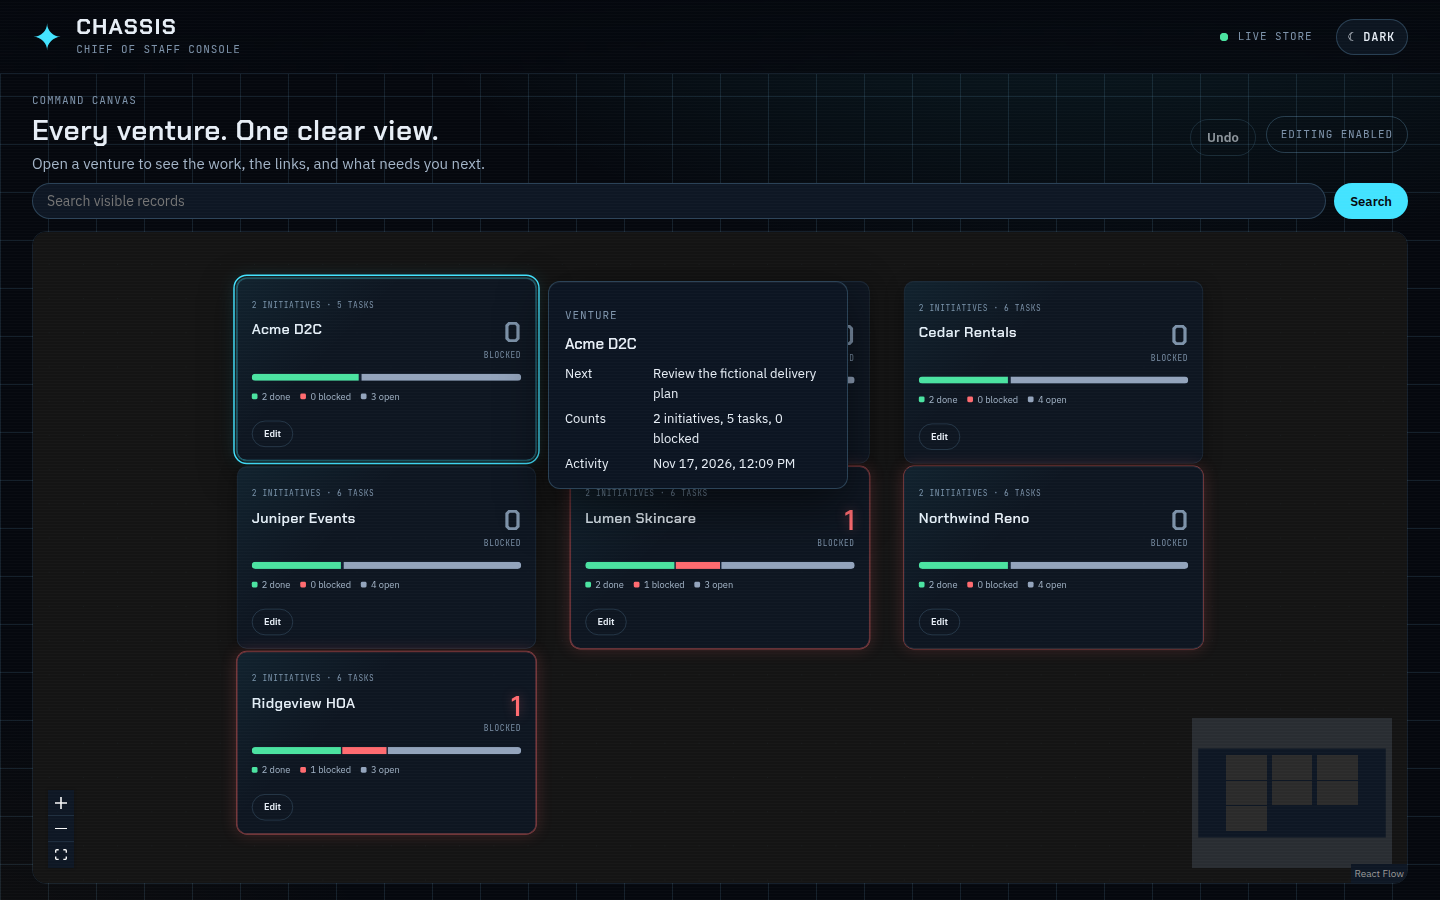 CHASSIS
CHIEF OF STAFF CONSOLE
LIVE STORE
☾ DARK
COMMAND CANVAS
Every venture. One clear view.
Open a venture to see the work, the links, and what needs you next.
Undo
EDITING ENABLED
Search visible records
Search
2 INITIATIVES · 5 TASKS
Acme D2C
0
BLOCKED
2 done 0 blocked 3 open
Edit
VENTURE
Acme D2C
Next Review the fictional delivery
plan
Counts 2 initiatives, 5 tasks, 0
blocked
Activity Nov 17, 2026, 12:09 PM
2 INITIATIVES · 6 TASKS
Cedar Rentals
0
BLOCKED
2 done 0 blocked 4 open
Edit
2 INITIATIVES · 6 TASKS
Juniper Events
0
BLOCKED
2 done 0 blocked 4 open
Edit
2 INITIATIVES · 6 TASKS
Lumen Skincare
1
BLOCKED
2 done 1 blocked 3 open
Edit
2 INITIATIVES · 6 TASKS
Northwind Reno
0
BLOCKED
2 done 0 blocked 4 open
Edit
2 INITIATIVES · 6 TASKS
Ridgeview HOA
1
BLOCKED
2 done 1 blocked 3 open
Edit
React Flow